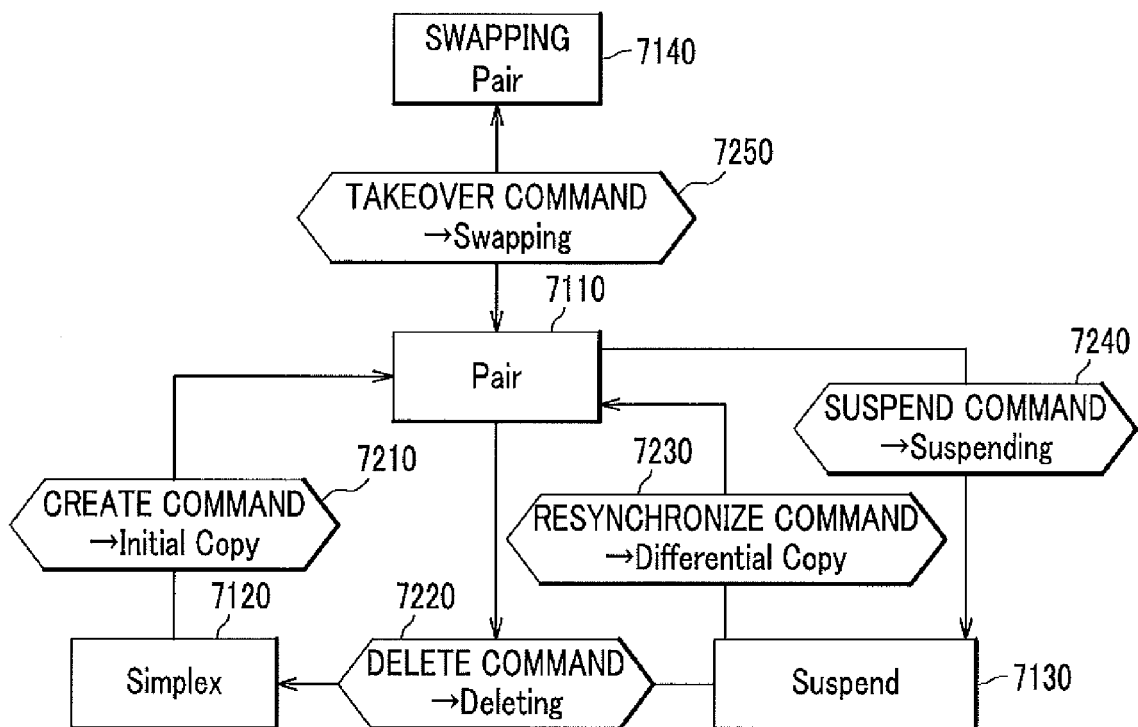 SWAPPING
Pair
7140
7250
TAKEOVER COMMAND
→Swapping
7110
Pair
7240
SUSPEND COMMAND
→Suspending
7210
CREATE COMMAND
→Initial Copy
7230
RESYNCHRONIZE COMMAND
→Differential Copy
7120
Simplex
7220
DELETE COMMAND
→Deleting
Suspend
7130